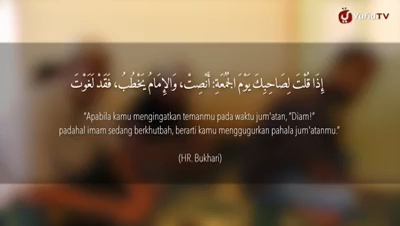 YufidTV
إِذَا قُلْتَ لِصَاحِبِكَ يَوْمَ الْجُمُعَةِ: أَنْصِتْ، وَالإِمَامُ يَخْطُبُ، فَقَدْ لَغَوْتَ
"Apabila kamu mengingatkan temanmu pada waktu jum'atan, "Diam!"
padahal imam sedang berkhutbah, berarti kamu menggugurkan pahala jum'atanmu."
(HR. Bukhari)